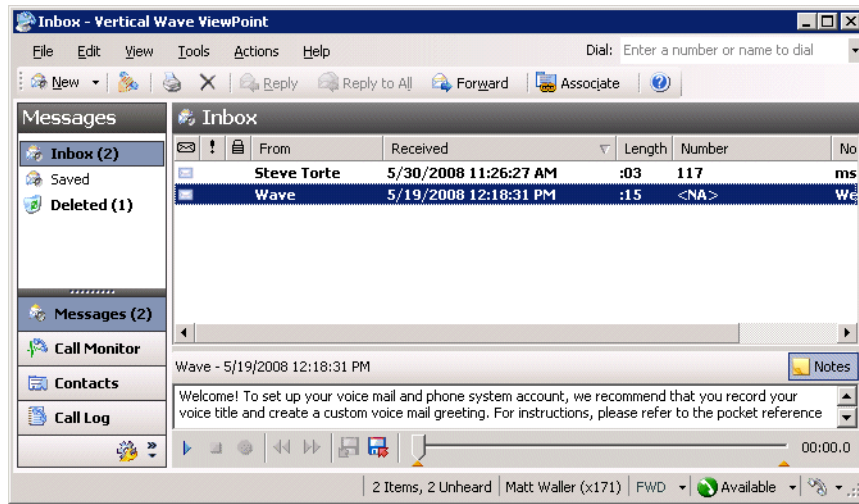 Inbox - Vertical Wave ViewPoint
File Edit View Tools Actions Help Dial: Enter a number or name to dial
New Reply Reply to All Forward Associate
Messages
Inbox
Inbox (2)
Saved
Deleted (1)
From Received Length Number No
Steve Torte 5/30/2008 11:26:27 AM :03 117 ms
Wave 5/19/2008 12:18:31 PM :15 <NA> We
Messages (2)
Call Monitor
Contacts
Call Log
Wave - 5/19/2008 12:18:31 PM Notes
Welcome! To set up your voice mail and phone system account, we recommend that you record your
voice title and create a custom voice mail greeting. For instructions, please refer to the pocket reference
00:00.0
2 Items, 2 Unheard Matt Waller (x171) FWD Available